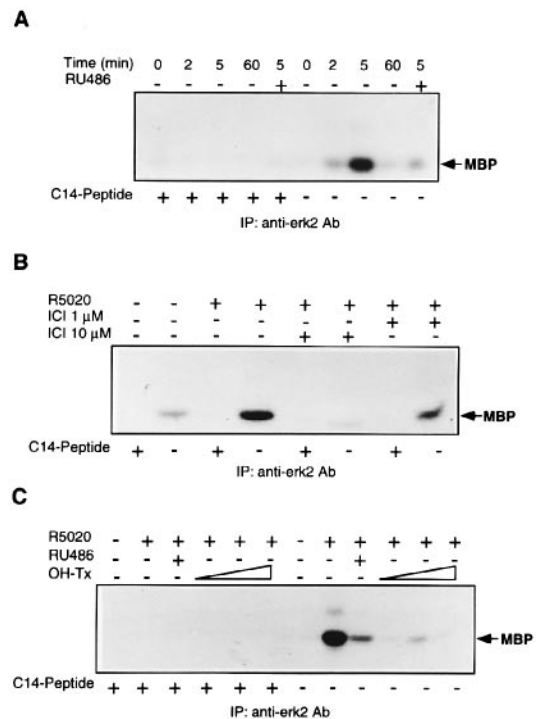 A
Time (min) 0 2 5 60 5 0 2 5 60 5
RU486 - - - - + - - - - +
MBP
C14-Peptide + + + + + - - - - -
IP: anti-erk2 Ab
B
R5020 - - + + + + + +
ICI 1 µM - - - - - - + +
ICI 10 µM - - - - + + - -
MBP
C14-Peptide + - + - + - + -
IP: anti-erk2 Ab
C
R5020 - + + + + + - + + + + +
RU486 - - + - - - - - + - - -
OH-Tx - - - - - -
MBP
C14-Peptide + + + + + + - - - - - -
IP: anti-erk2 Ab